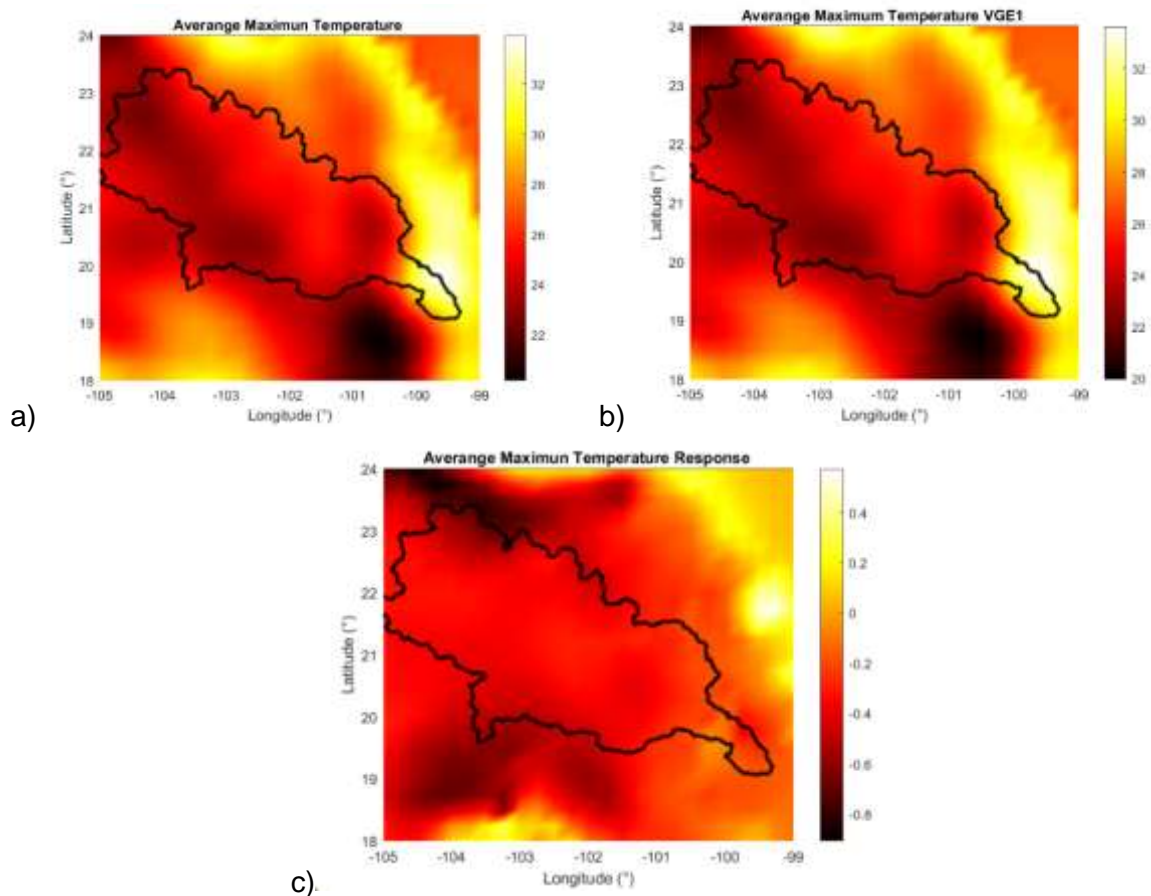 Averange Maximun Temperature
24
23
22
21
20
19
18
Latitude (°)
-105 -104 -103 -102 -101 -100 -99
Longitude (°)
32
30
28
26
24
22
a)
Averange Maximum Temperature VGE1
24
23
22
21
20
19
18
Latitude (°)
-105 -104 -103 -102 -101 -100 -99
Longitude (°)
32
30
28
26
24
22
20
b)
Averange Maximun Temperature Response
24
23
22
21
20
19
18
Latitude (°)
-105 -104 -103 -102 -101 -100 -99
Longitude (°)
0.4
0.2
0
-0.2
-0.4
-0.6
-0.8
c).